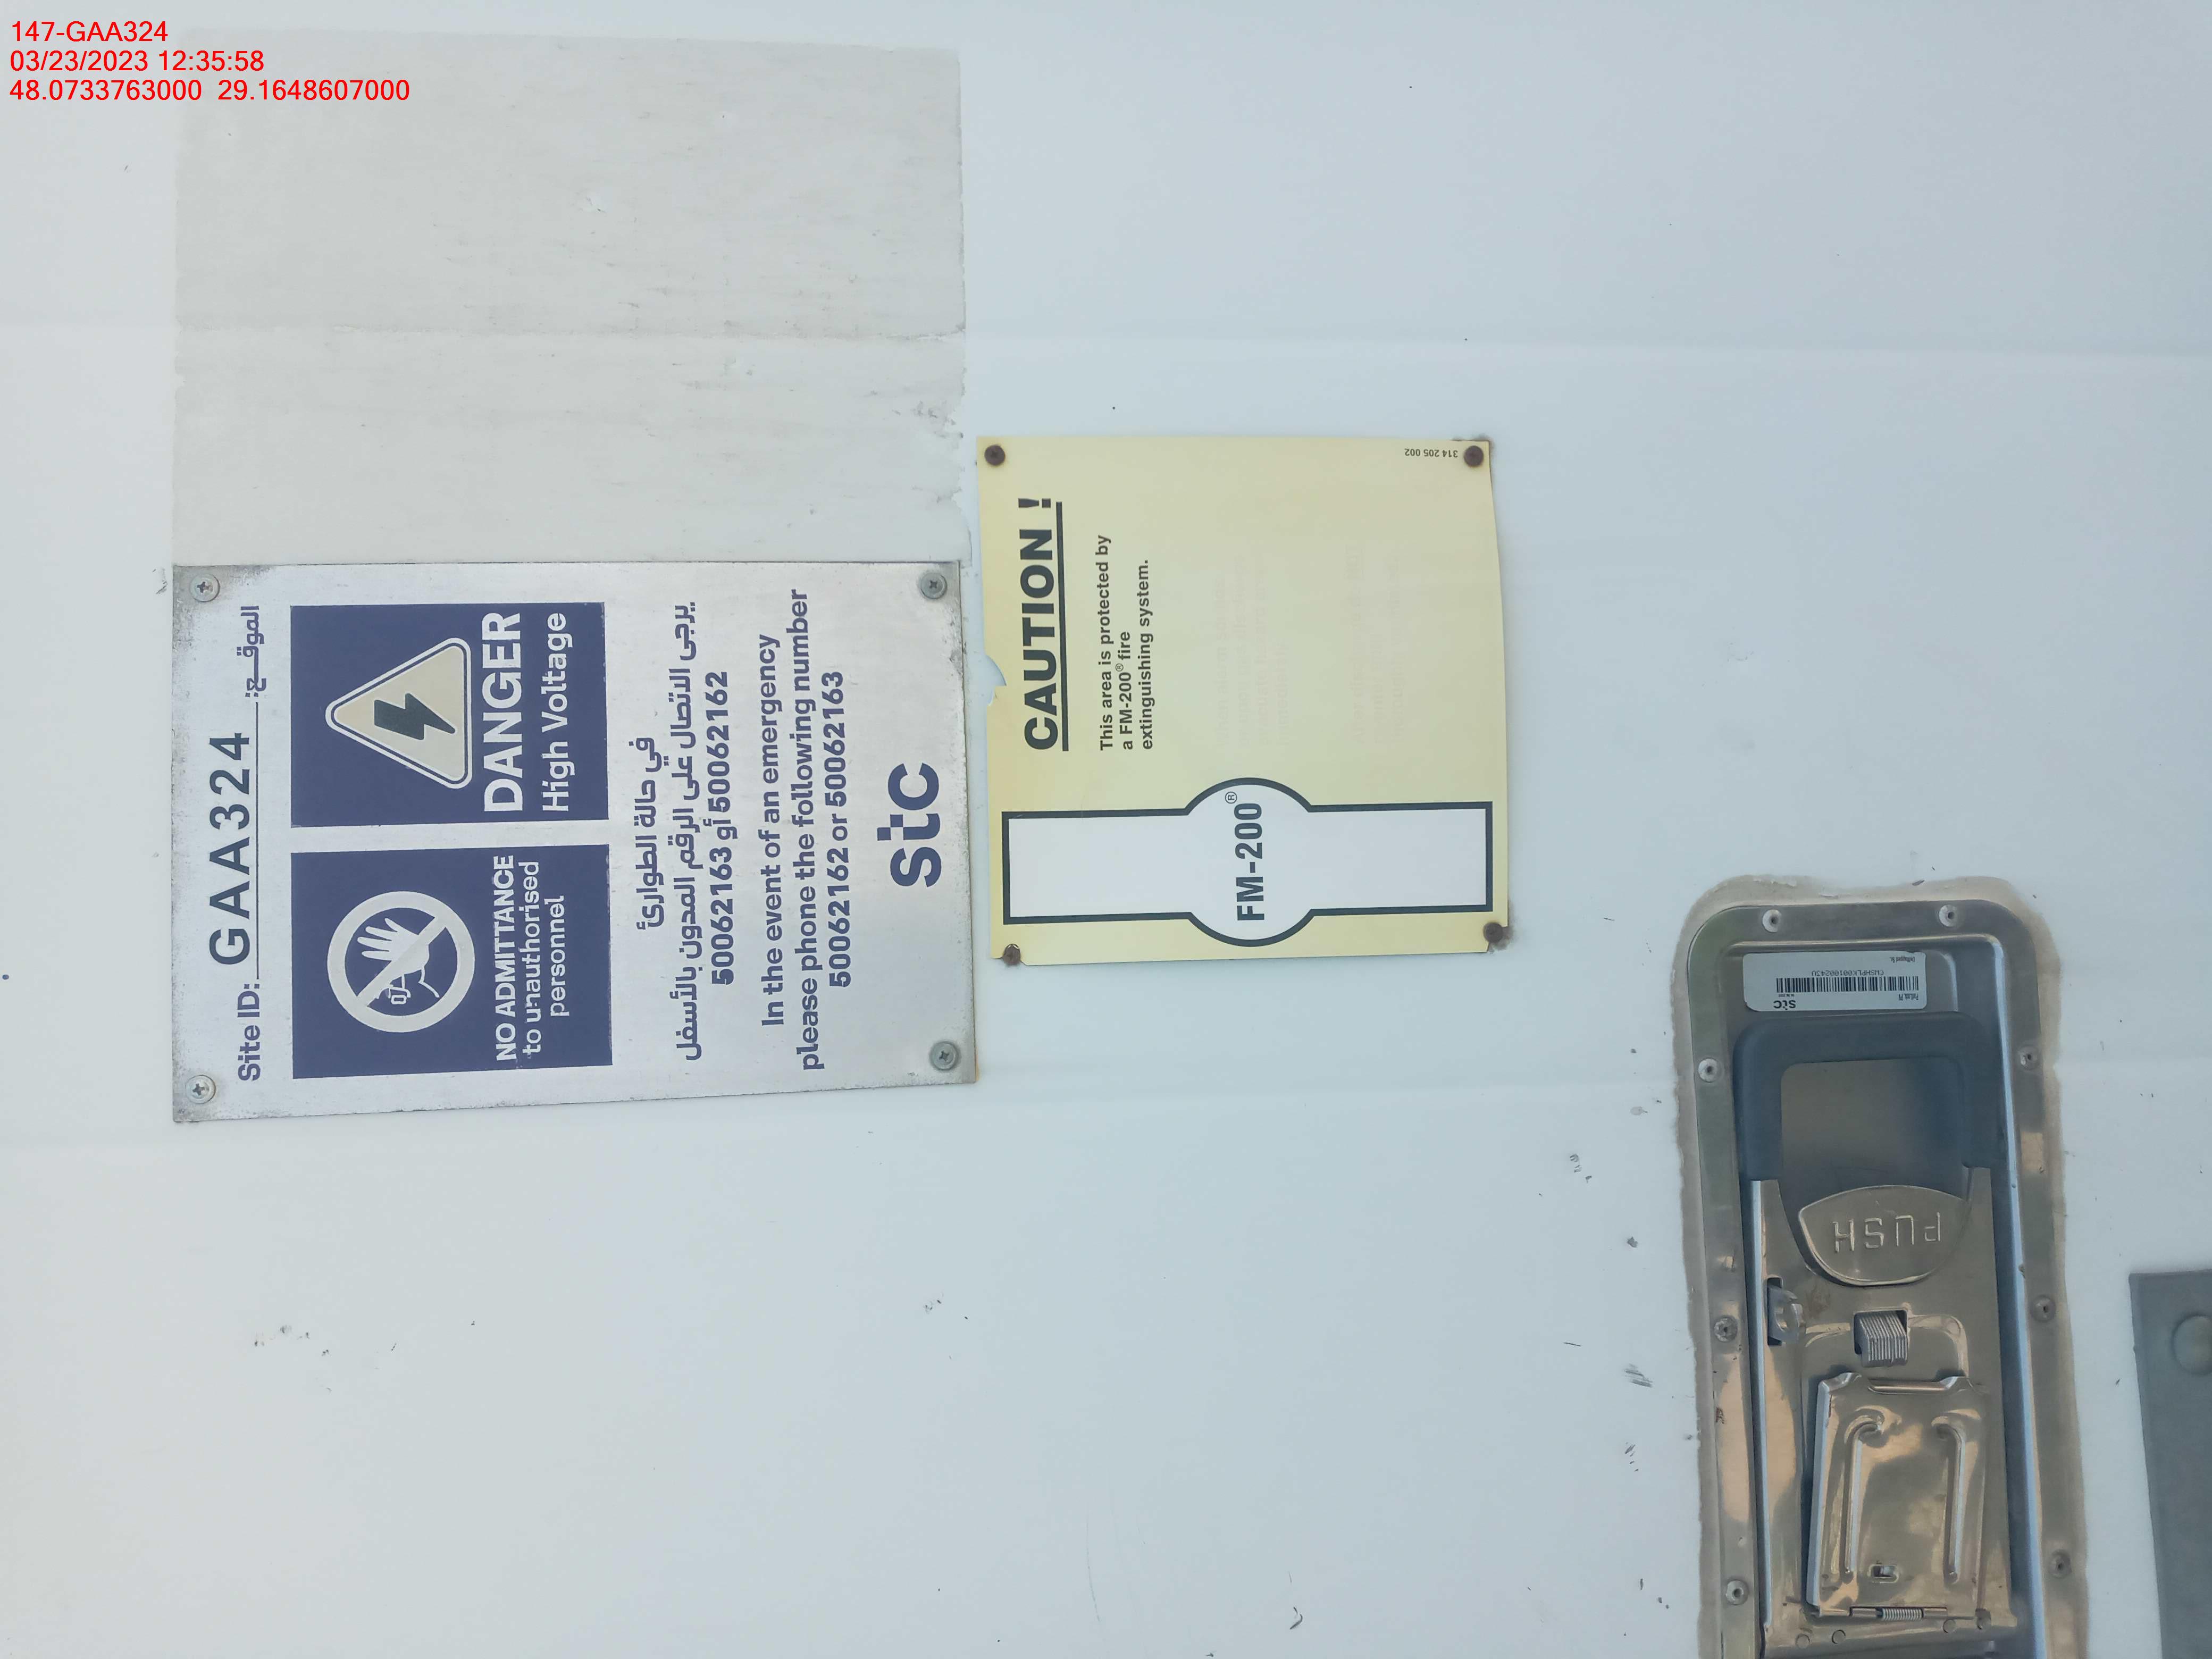 147-GAA324
03/23/2023 12:35:58
48.0733763000 29.1648607000
Site ID: GAA324 الموقع:
NO ADMITTANCE
to unauthorised
personnel
DANGER
High Voltage
في حالة الطوارئ
يرجى الاتصال على الرقم المدون بالأسفل
50062163 أو 50062162
In the event of an emergency
please phone the following number
50062162 or 50062163
stc
FM-200®
CAUTION !
This area is protected by
a FM-200® fire
extinguishing system.
314 205 002
stc
PUSH